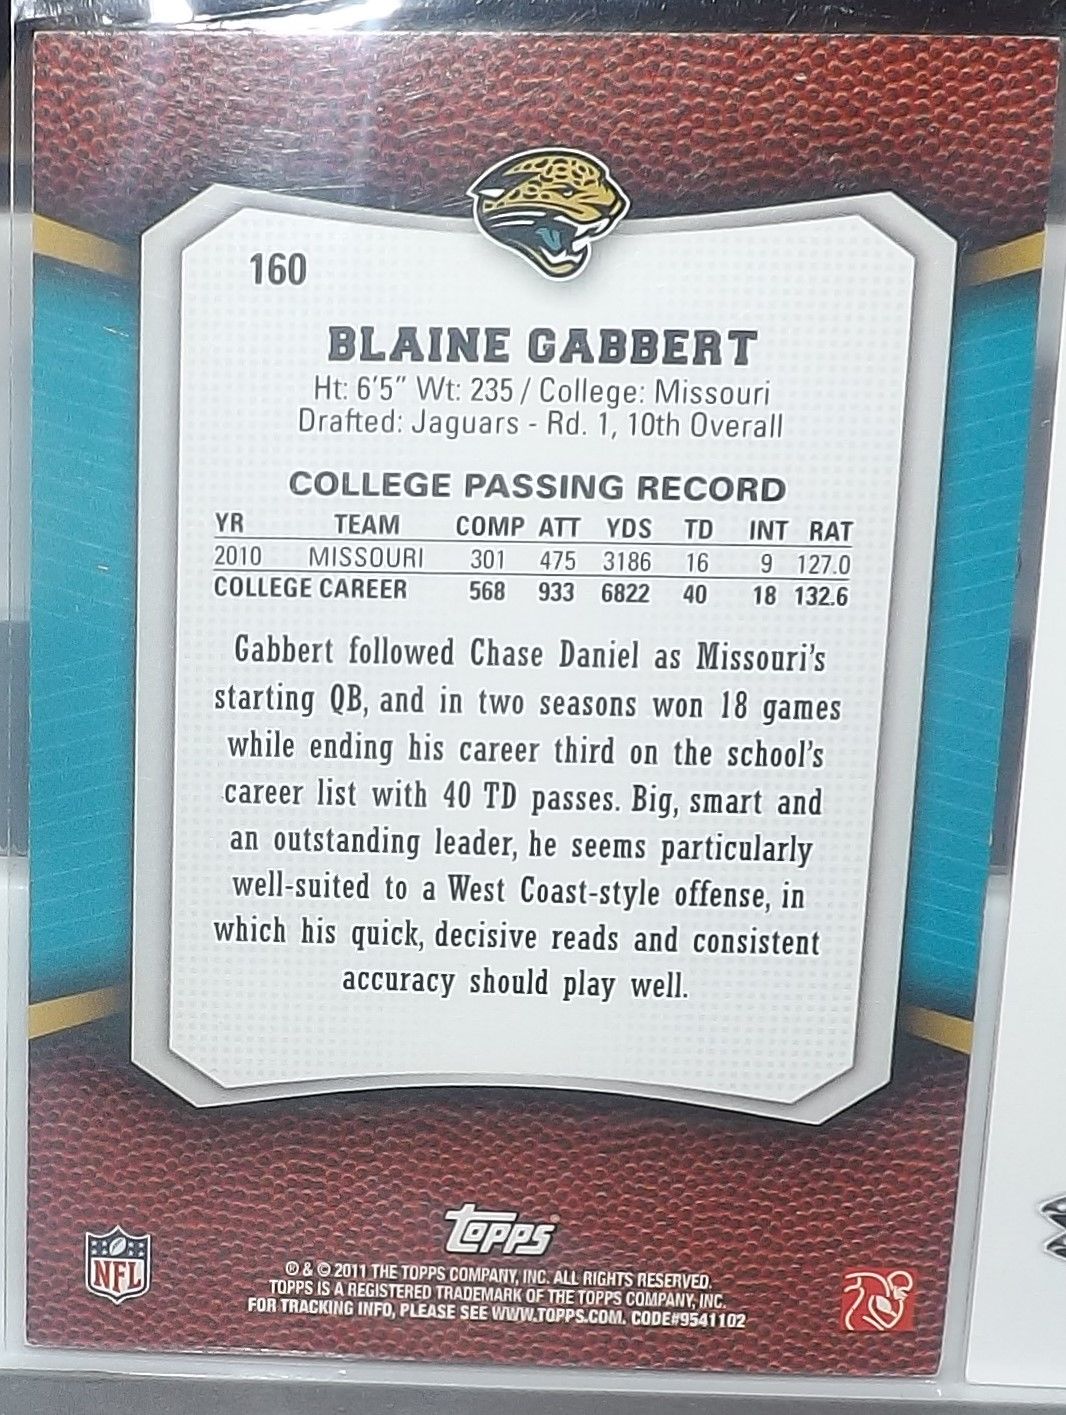 160
BLAINE GABBERT
Ht: 6'5" Wt: 235 / College: Missouri
Drafted: Jaguars - Rd. 1, 10th Overall
COLLEGE PASSING RECORD
YR TEAM COMP ATT YDS TD INT RAT
2010 MISSOURI 301 475 3186 16 9 127.0
COLLEGE CAREER 568 933 6822 40 18 132.6
Gabbert followed Chase Daniel as Missouri's
starting QB, and in two seasons won 18 games
while ending his career third on the school's
career list with 40 TD passes. Big, smart and
an outstanding leader, he seems particularly
well-suited to a West Coast-style offense, in
which his quick, decisive reads and consistent
accuracy should play well.
Topps
NFL
® & © 2011 THE TOPPS COMPANY, INC. ALL RIGHTS RESERVED.
TOPPS IS A REGISTERED TRADEMARK OF THE TOPPS COMPANY, INC.
FOR TRACKING INFO, PLEASE SEE WWW.TOPPS.COM. CODE#9541102